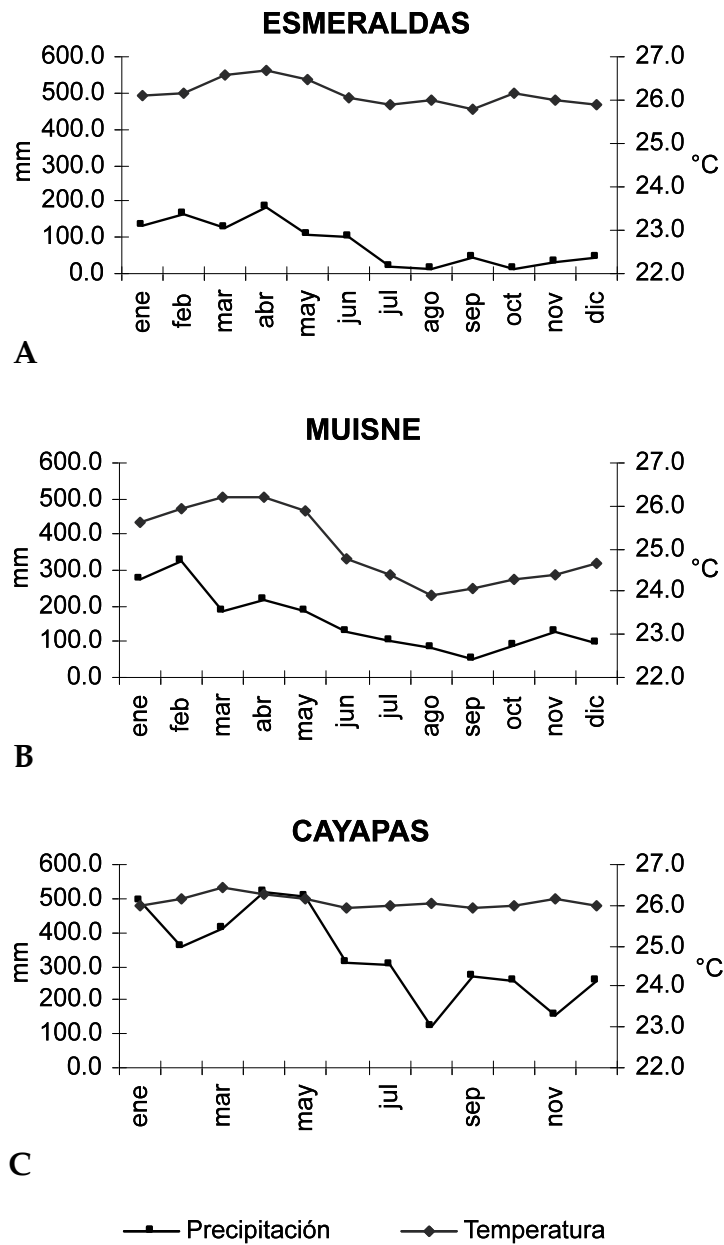 ESMERALDAS
600.0 27.0
500.0 26.0
400.0 25.0
300.0 24.0
200.0 23.0
100.0 22.0
0.0
mm °C
ene feb mar abr may jun jul ago sep oct nov dic
A
MUISNE
600.0 27.0
500.0 26.0
400.0 25.0
300.0 24.0
200.0 23.0
100.0 22.0
0.0
mm °C
ene feb mar abr may jun jul ago sep oct nov dic
B
CAYAPAS
600.0 27.0
500.0 26.0
400.0 25.0
300.0 24.0
200.0 23.0
100.0 22.0
0.0
mm °C
ene mar may jul sep nov
C
Precipitación Temperatura